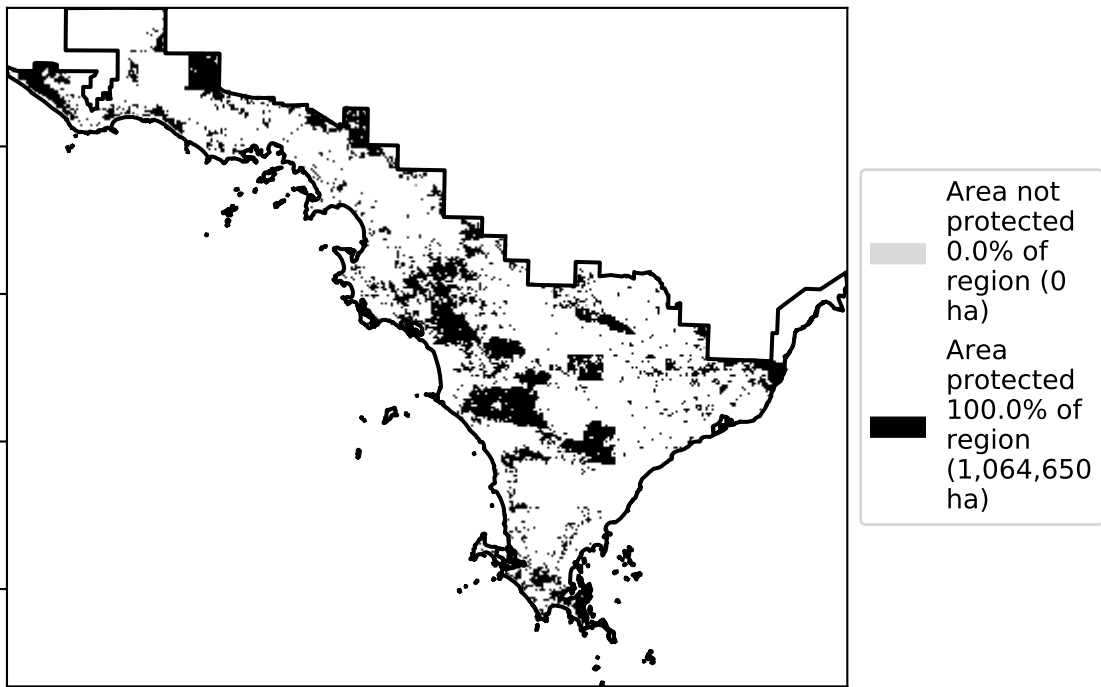 Area not
protected
0.0% of
region (0
ha)
Area
protected
100.0% of
region
(1,064,650
ha)